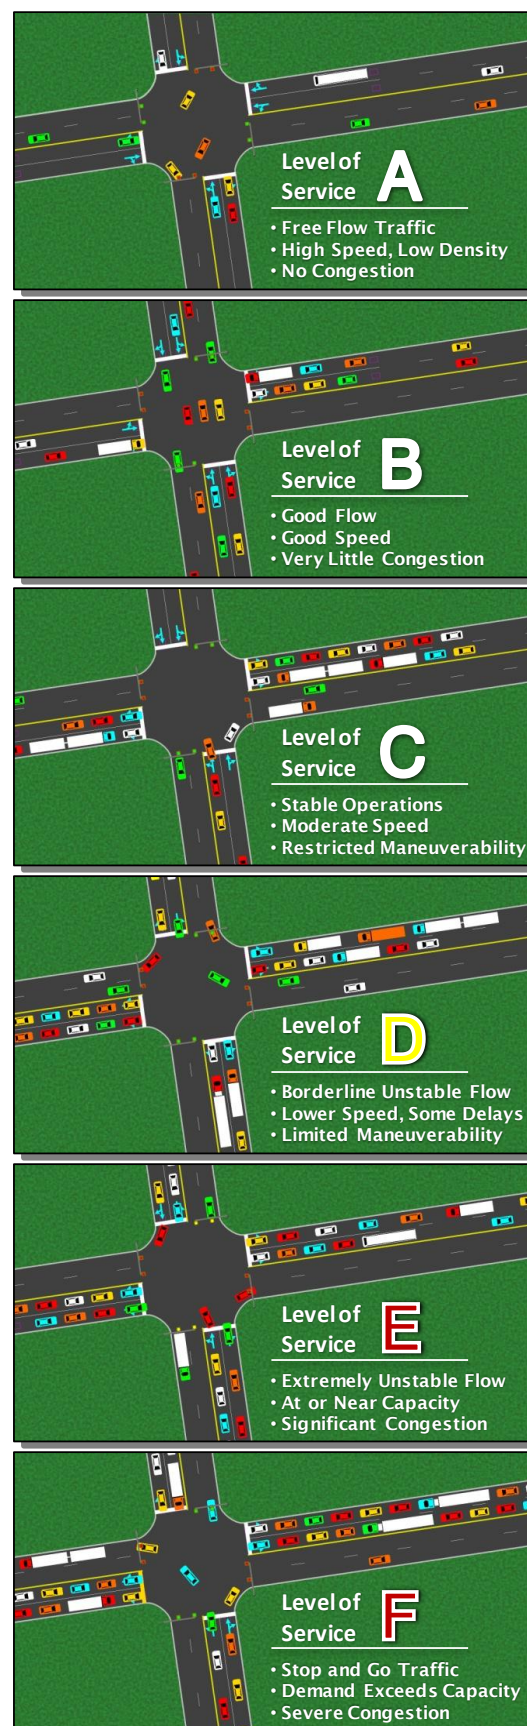 Level of
Service A
• Free Flow Traffic
• High Speed, Low Density
• No Congestion
Level of
Service B
• Good Flow
• Good Speed
• Very Little Congestion
Level of
Service C
• Stable Operations
• Moderate Speed
• Restricted Maneuverability
Level of
Service D
• Borderline Unstable Flow
• Lower Speed, Some Delays
• Limited Maneuverability
Level of
Service E
• Extremely Unstable Flow
• At or Near Capacity
• Significant Congestion
Level of
Service F
• Stop and Go Traffic
• Demand Exceeds Capacity
• Severe Congestion